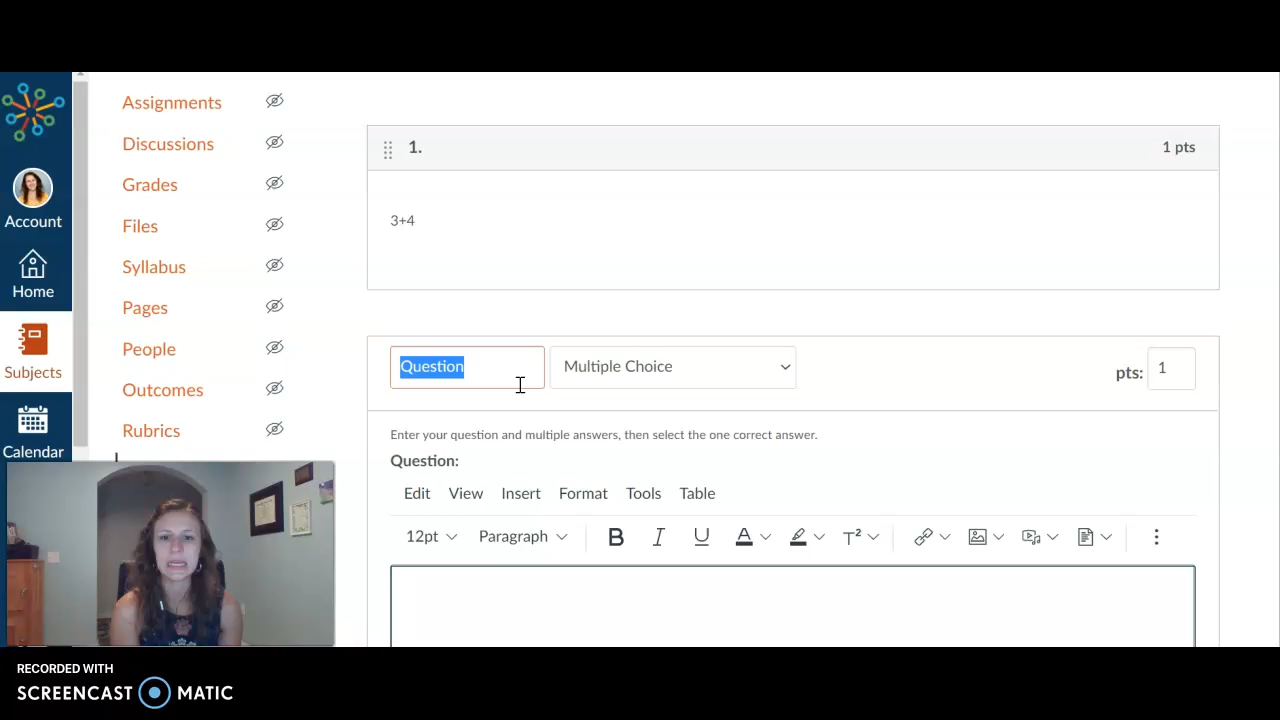 Assignments
Discussions
Grades
Files
Syllabus
Pages
People
Outcomes
Rubrics
Account
Home
Subjects
Calendar
1.
1 pts
3+4
Question
Multiple Choice
pts:
1
Enter your question and multiple answers, then select the one correct answer.
Question:
Edit View Insert Format Tools Table
12pt Paragraph B I U A T²
RECORDED WITH
SCREENCAST MATIC